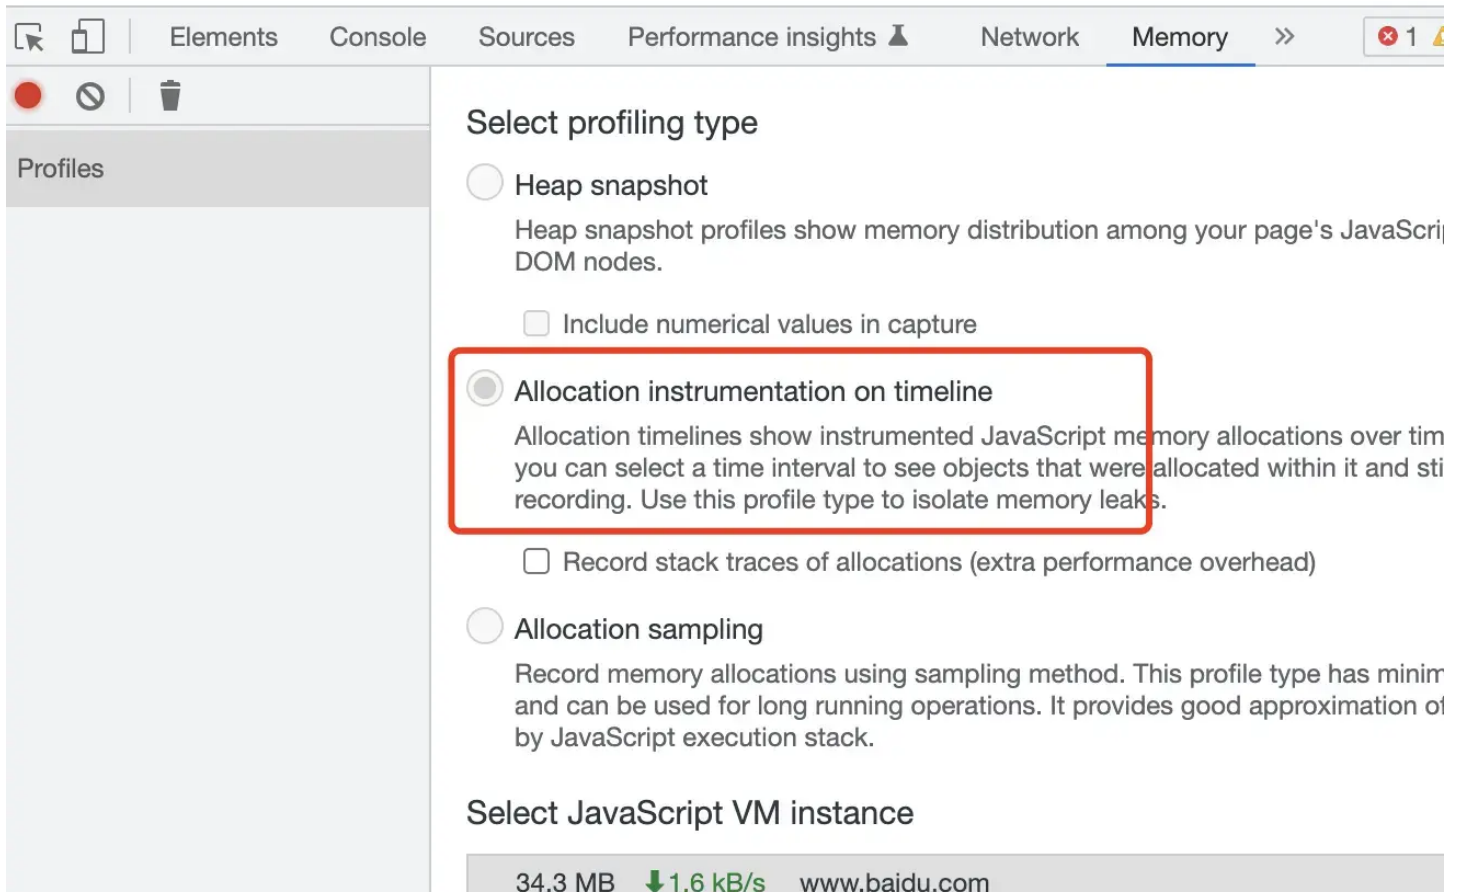 Elements Console Sources Performance insights Network Memory 1
Profiles
Select profiling type
Heap snapshot
Heap snapshot profiles show memory distribution among your page's JavaScri
DOM nodes.
Include numerical values in capture
Allocation instrumentation on timeline
Allocation timelines show instrumented JavaScript memory allocations over tim
you can select a time interval to see objects that were allocated within it and sti
recording. Use this profile type to isolate memory leaks.
Record stack traces of allocations (extra performance overhead)
Allocation sampling
Record memory allocations using sampling method. This profile type has minim
and can be used for long running operations. It provides good approximation of
by JavaScript execution stack.
Select JavaScript VM instance
34.3 MB 1.6 kB/s www.baidu.com